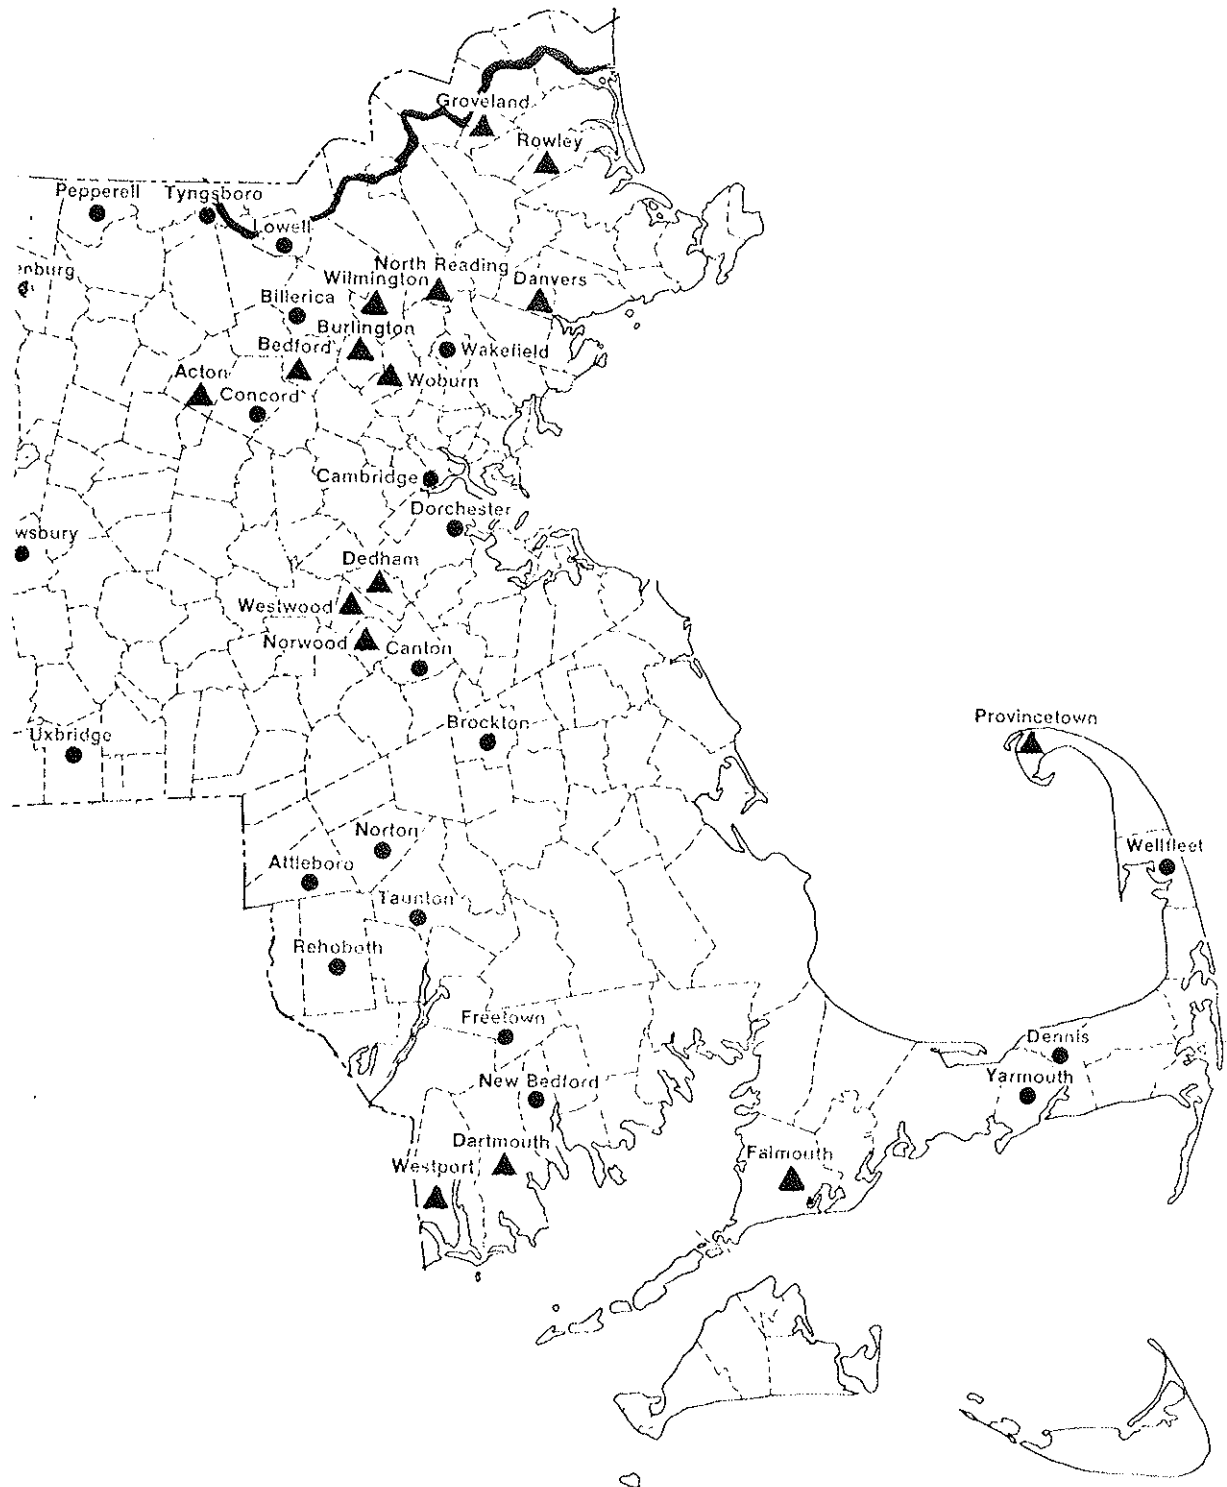 Groveland
Rowley
Pepperell
Tyngsboro
Lowell
enburg
North Reading
Wilmington
Danvers
Billerica
Burlington
Bedford
Wakefield
Acton
Woburn
Concord
Cambridge
Dorchester
wsbury
Dedham
Westwood
Norwood
Canton
Provincetown
Brockton
Uxbridge
Norton
Wellfleet
Attleboro
Taunton
Rehoboth
Freetown
Dennis
Yarmouth
New Bedford
Dartmouth
Falmouth
Westport